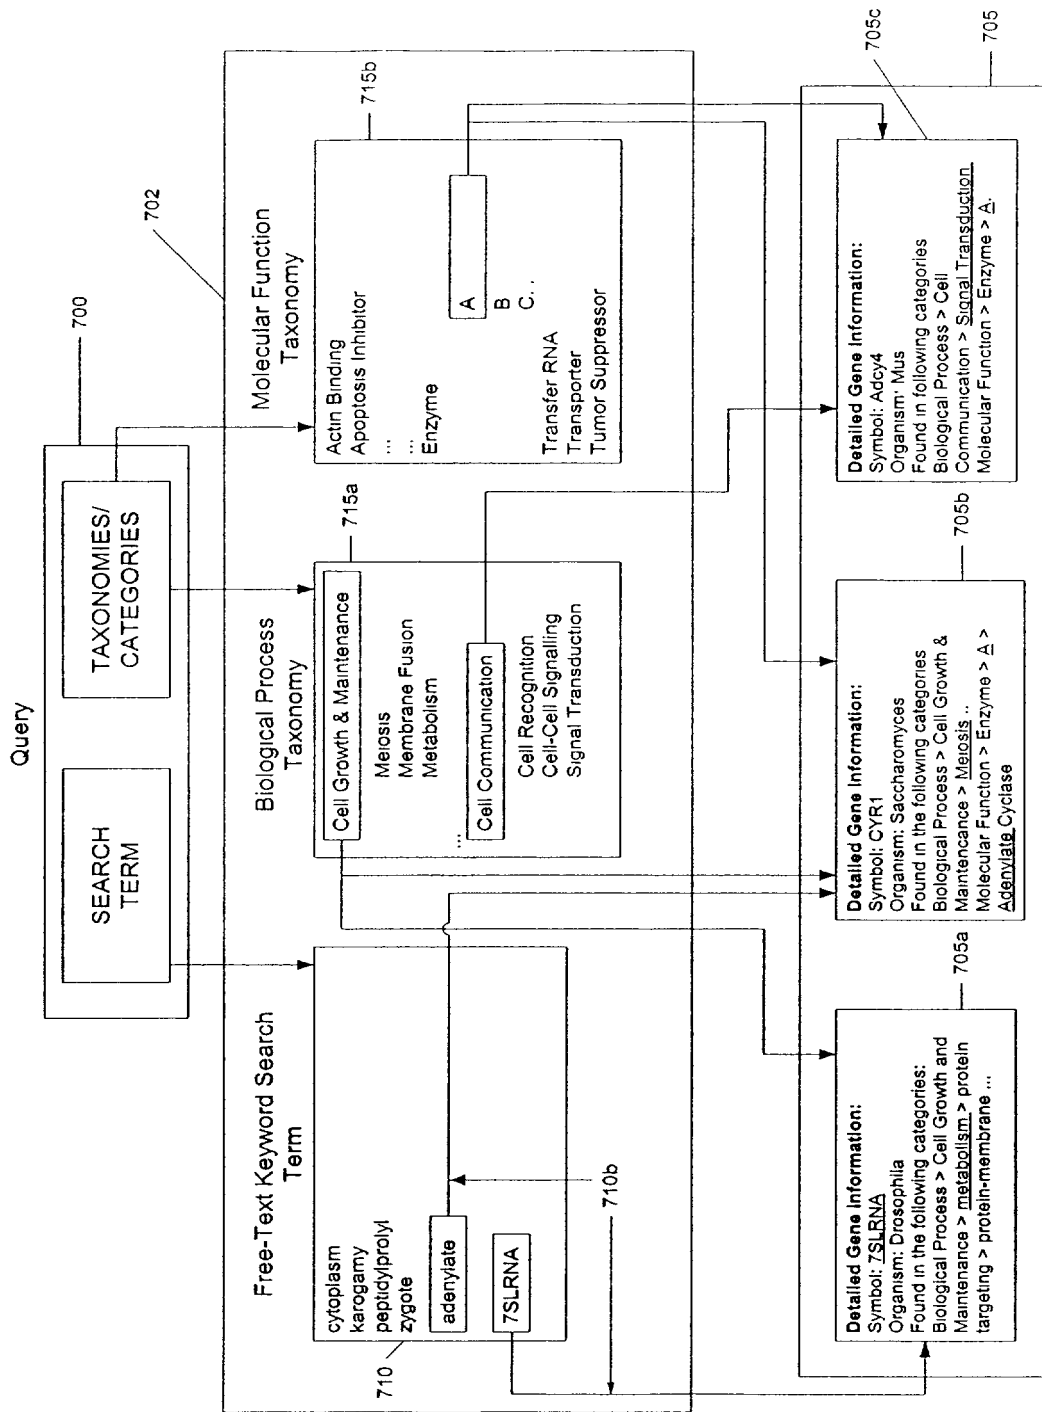 Query
700
SEARCH
TERM
TAXONOMIES/
CATEGORIES
702
Free-Text Keyword Search
Term
cytoplasm
karogamy
peptidylprolyl
zygote
adenylate
7SLRNA
710
710b
Biological Process
Taxonomy
715a
Cell Growth & Maintenance
Meiosis
Membrane Fusion
Metabolism
...
Cell Communication
Cell Recognition
Cell-Cell Signalling
Signal Transduction
Molecular Function
Taxonomy
715b
Actin Binding
Apoptosis Inhibitor
...
...
Enzyme
A
B
C...
Transfer RNA
Transporter
Tumor Suppressor
705a
Detailed Gene Information:
Symbol: 7SLRNA
Organism: Drosophila
Found in the following categories:
Biological Process > Cell Growth and
Maintenance > metabolism > protein
targeting > protein-membrane ...
705b
Detailed Gene Information:
Symbol: CYR1
Organism: Saccharomyces
Found in the following categories
Biological Process > Cell Growth &
Maintencance > Meiosis ..
Molecular Function > Enzyme > A >
Adenylate Cyclase
705c
Detailed Gene Information:
Symbol: Adcy4
Organism: Mus
Found in following categories
Biological Process > Cell
Communication > Signal Transduction
Molecular Function > Enzyme > A.
705